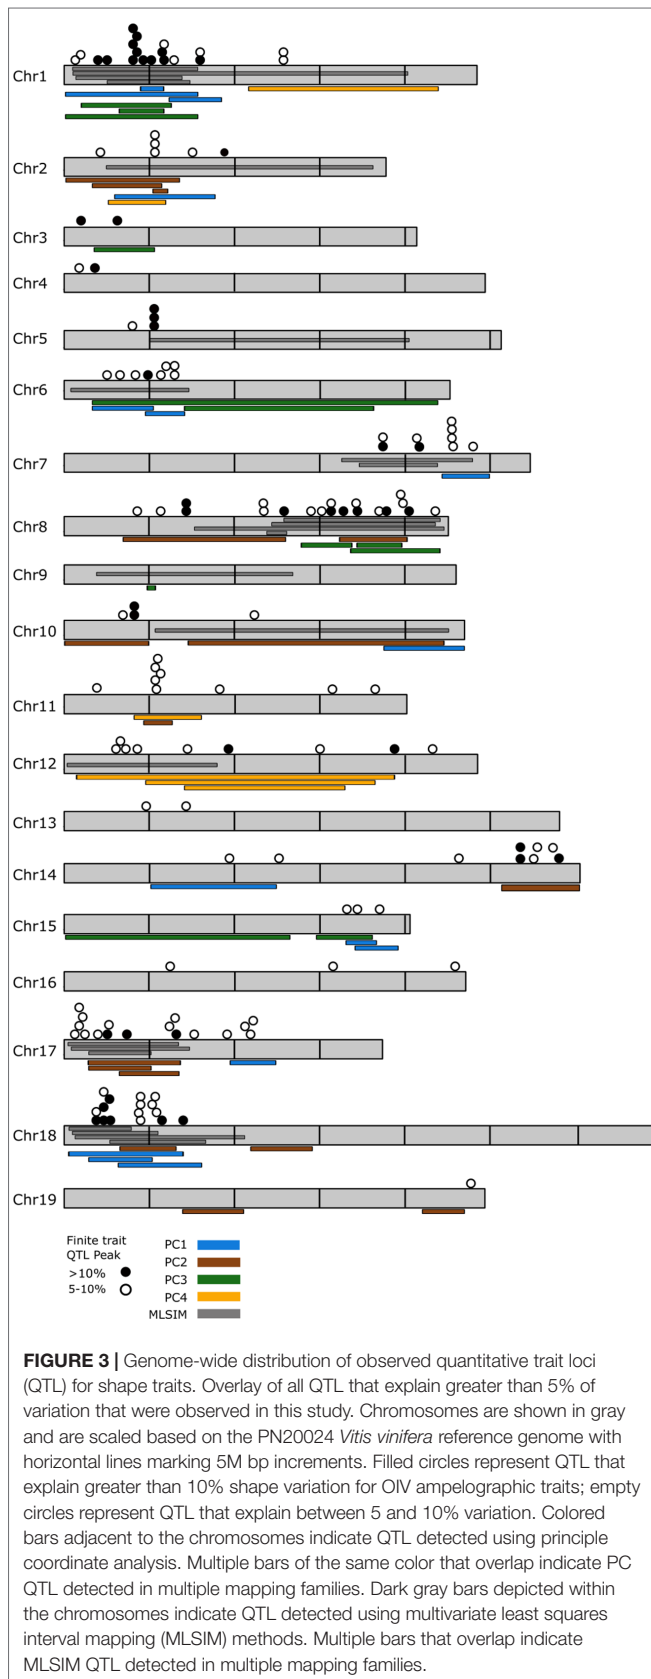 Chr1
Chr2
Chr3
Chr4
Chr5
Chr6
Chr7
Chr8
Chr9
Chr10
Chr11
Chr12
Chr13
Chr14
Chr15
Chr16
Chr17
Chr18
Chr19
Finite trait
QTL Peak
>10%
5-10%
PC1
PC2
PC3
PC4
MLSIM
FIGURE 3 | Genome-wide distribution of observed quantitative trait loci
(QTL) for shape traits. Overlay of all QTL that explain greater than 5% of
variation that were observed in this study. Chromosomes are shown in gray
and are scaled based on the PN20024 Vitis vinifera reference genome with
horizontal lines marking 5M bp increments. Filled circles represent QTL that
explain greater than 10% shape variation for OIV ampelographic traits; empty
circles represent QTL that explain between 5 and 10% variation. Colored
bars adjacent to the chromosomes indicate QTL detected using principle
coordinate analysis. Multiple bars of the same color that overlap indicate PC
QTL detected in multiple mapping families. Dark gray bars depicted within
the chromosomes indicate QTL detected using multivariate least squares
interval mapping (MLSIM) methods. Multiple bars that overlap indicate
MLSIM QTL detected in multiple mapping families.